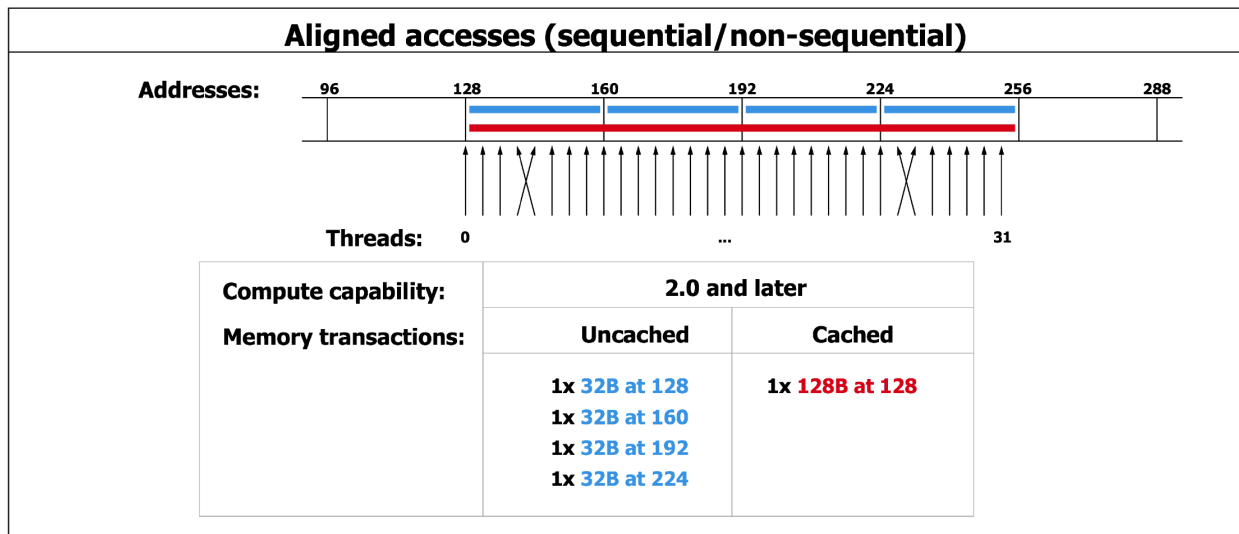 Aligned accesses (sequential/non-sequential)
Addresses: 96 128 160 192 224 256 288
Threads: 0 ... 31
Compute capability: 2.0 and later
Memory transactions: Uncached Cached
1x 32B at 128 1x 128B at 128
1x 32B at 160
1x 32B at 192
1x 32B at 224